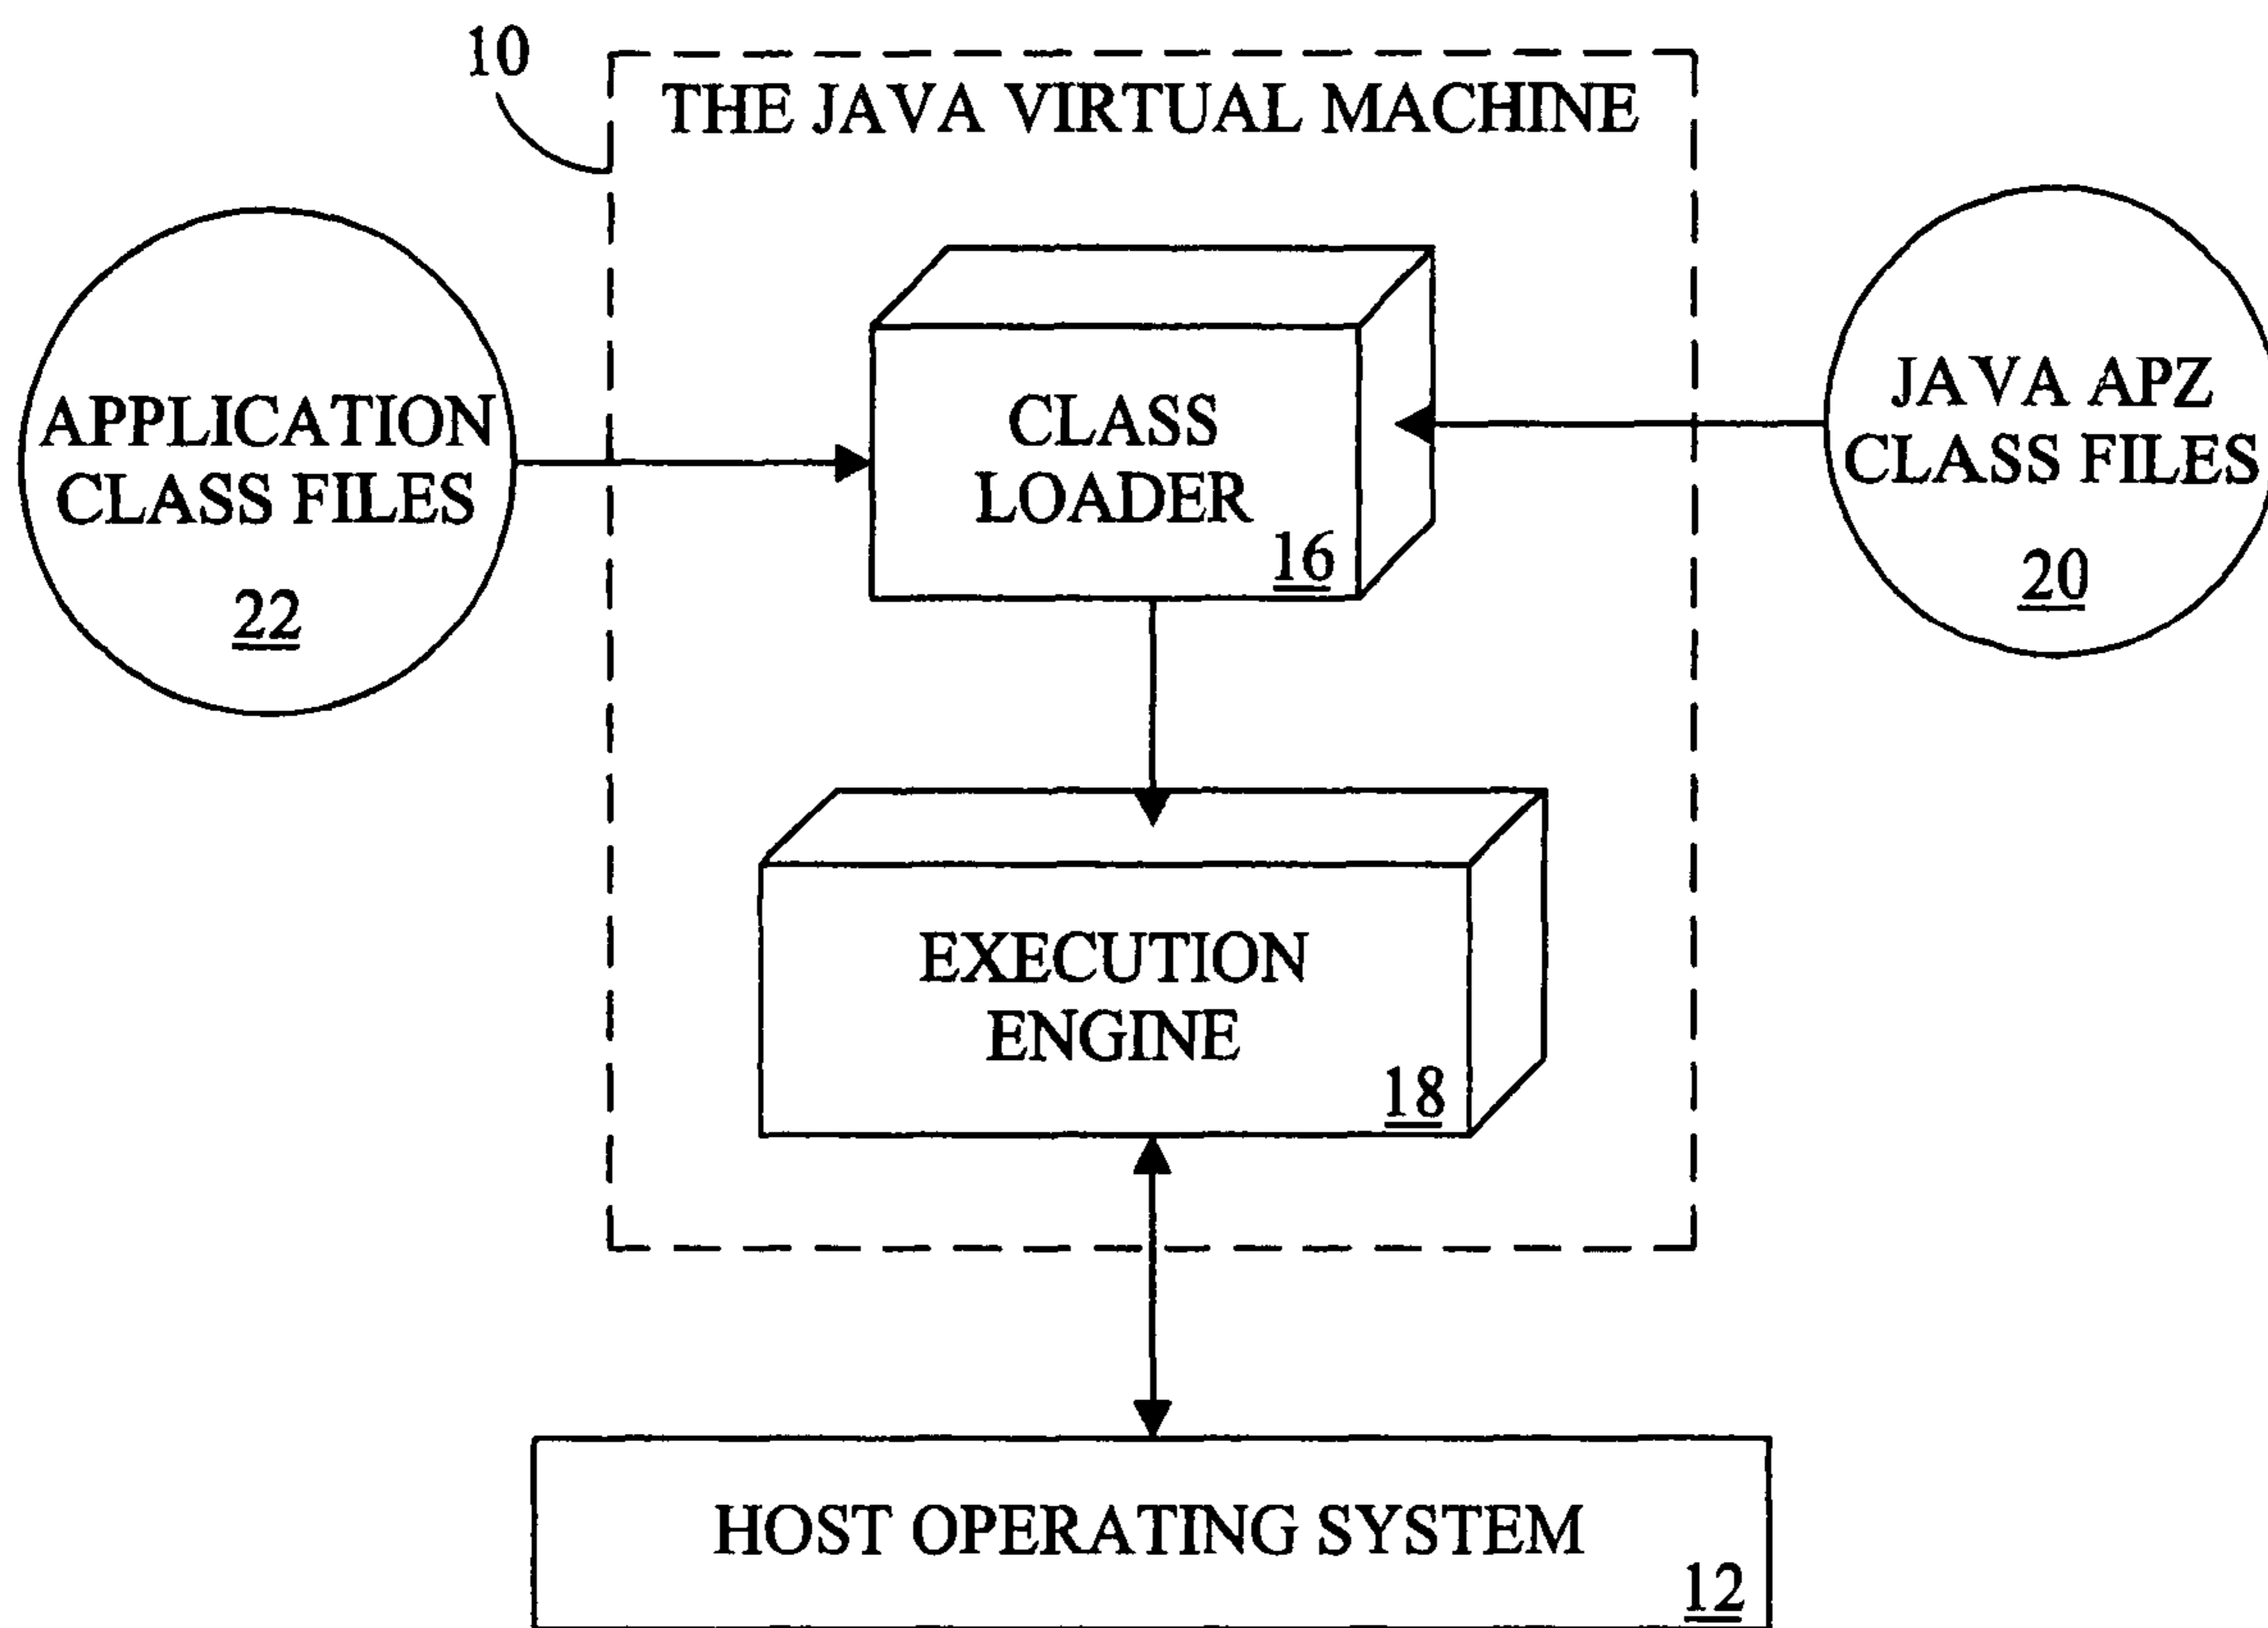 10
THE JAVA VIRTUAL MACHINE
APPLICATION
CLASS FILES
22
CLASS
LOADER
16
JAVA APZ
CLASS FILES
20
EXECUTION
ENGINE
18
HOST OPERATING SYSTEM
12